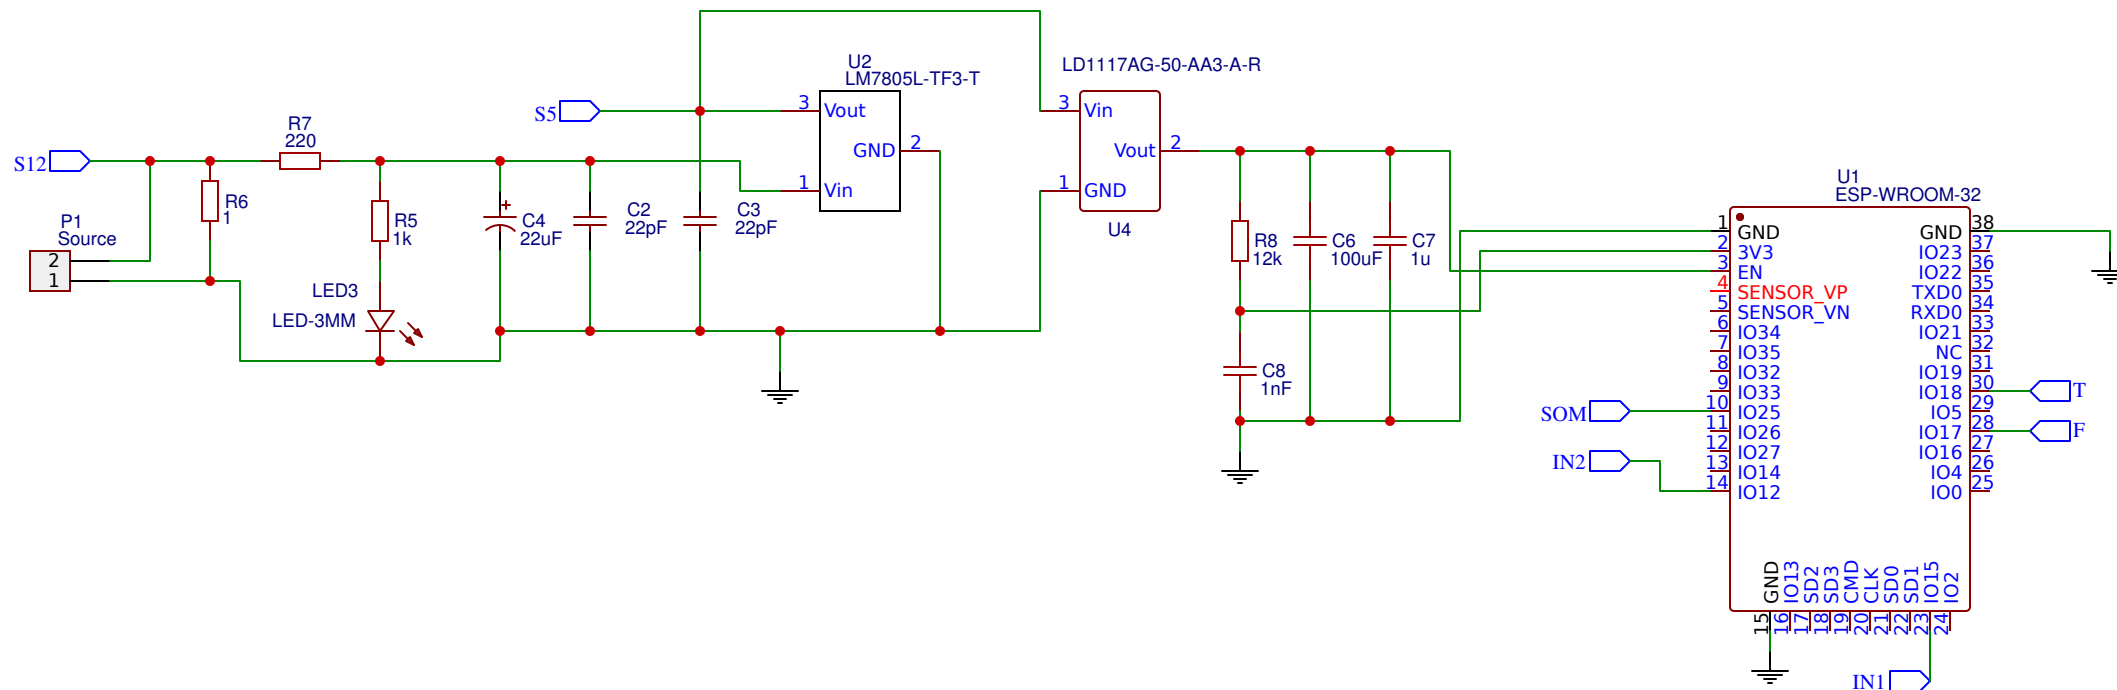 S12
P1
Source
2
1
R6
1
R7
220
R5
1k
LED3
LED-3MM
C4
22uF
C2
22pF
C3
22pF
S5
U2
LM7805L-TF3-T
3
Vout
GND
2
1
Vin
LD1117AG-50-AA3-A-R
3
Vin
Vout
2
1
GND
U4
R8
12k
C6
100uF
C7
1u
C8
1nF
U1
ESP-WROOM-32
1 GND
2 3V3
3 EN
4 SENSOR_VP
5 SENSOR_VN
6 IO34
7 IO35
8 IO32
9 IO33
10 IO25
11 IO26
12 IO27
13 IO14
14 IO12
GND 38
IO23 37
IO22 36
TXD0 35
RXD0 34
IO21 33
NC 32
IO19 31
IO18 30
IO5 29
IO17 28
IO16 27
IO4 26
IO0 25
GND 15
IO13 16
SD2 17
SD3 18
CMD 19
CLK 20
SD0 21
SD1 22
IO15 23
IO2 24
SOM
IN2
T
F
IN1